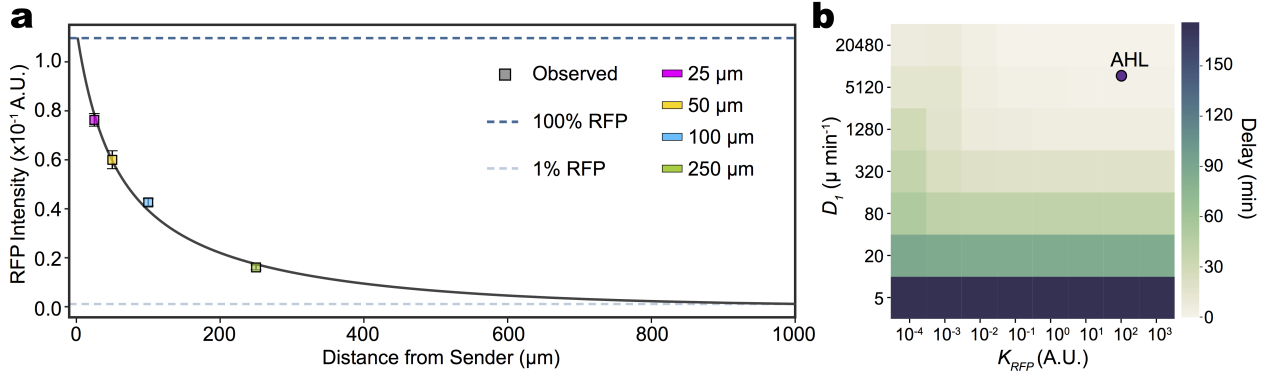 a
RFP Intensity (x10⁻¹ A.U.)
1.0
0.8
0.6
0.4
0.2
0.0
0
200
400
600
800
1000
Distance from Sender (μm)
Observed
100% RFP
1% RFP
25 μm
50 μm
100 μm
250 μm
b
D₁ (μ min⁻¹)
20480
5120
1280
320
80
20
5
AHL
10⁻⁴
10⁻³
10⁻²
10⁻¹
10⁰
10¹
10²
10³
K_RFP (A.U.)
150
120
90
60
30
0
Delay (min)